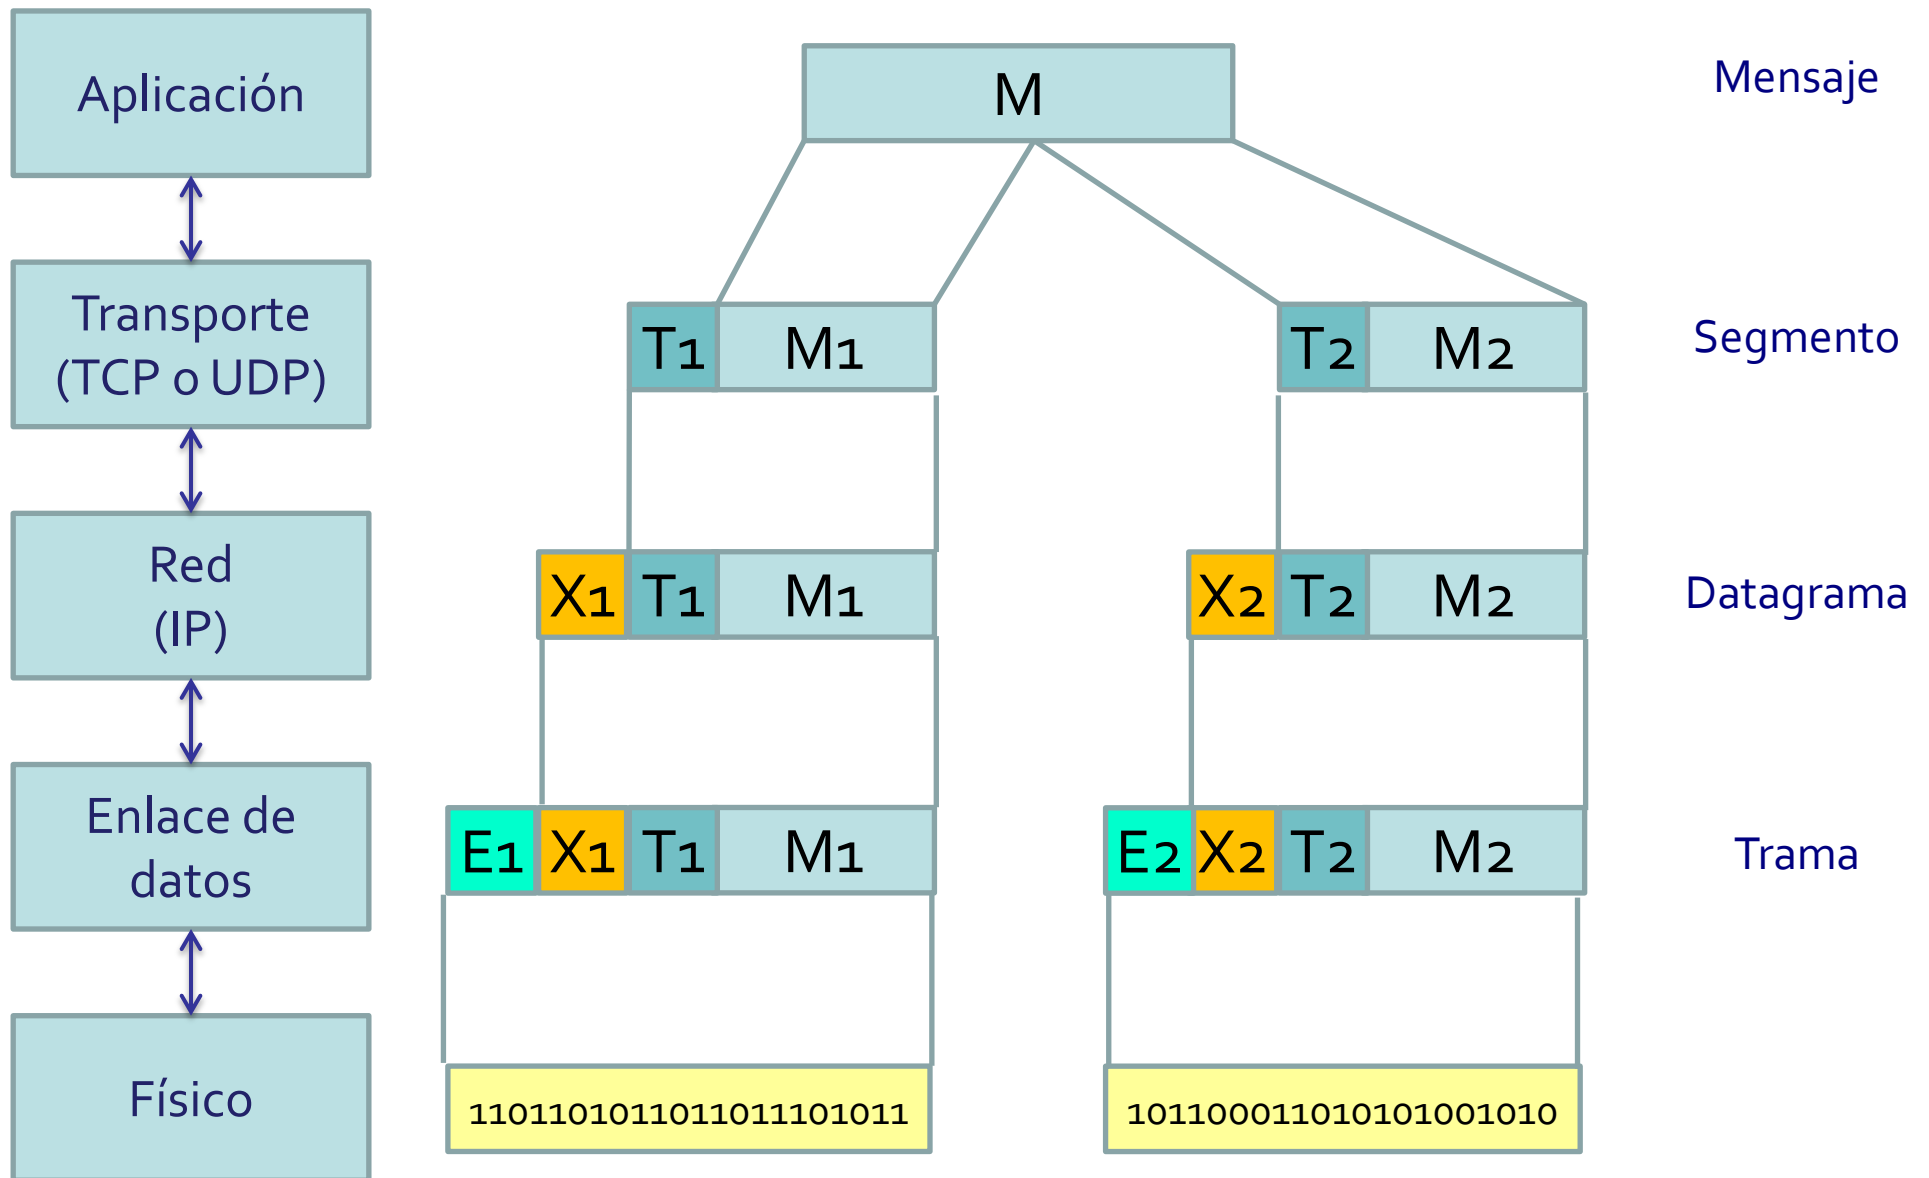 Aplicación
M
Mensaje
Transporte
(TCP o UDP)
T1 M1
T2 M2
Segmento
Red
(IP)
X1 T1 M1
X2 T2 M2
Datagrama
Enlace de
datos
E1 X1 T1 M1
E2 X2 T2 M2
Trama
Físico
1101101011011011101011
101100011010101001010